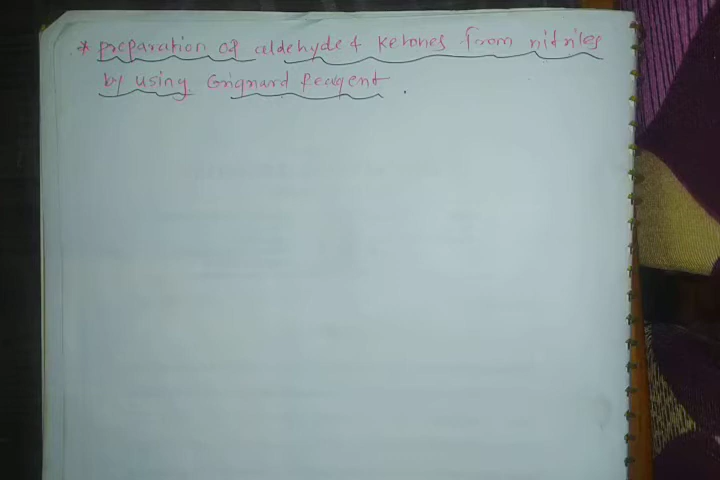 * preparation of aldehyde & ketones from nitriles
by using Grignard Reagent .